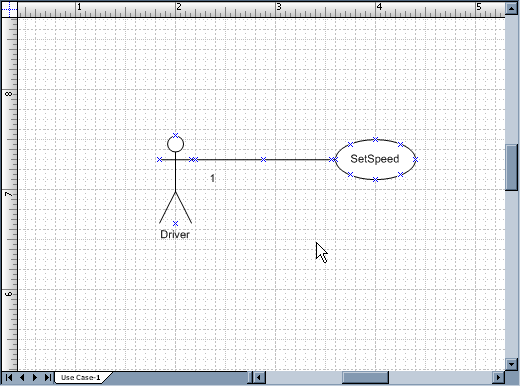 1 2 3 4 5
8
SetSpeed
1
7
Driver
6
Use Case-1